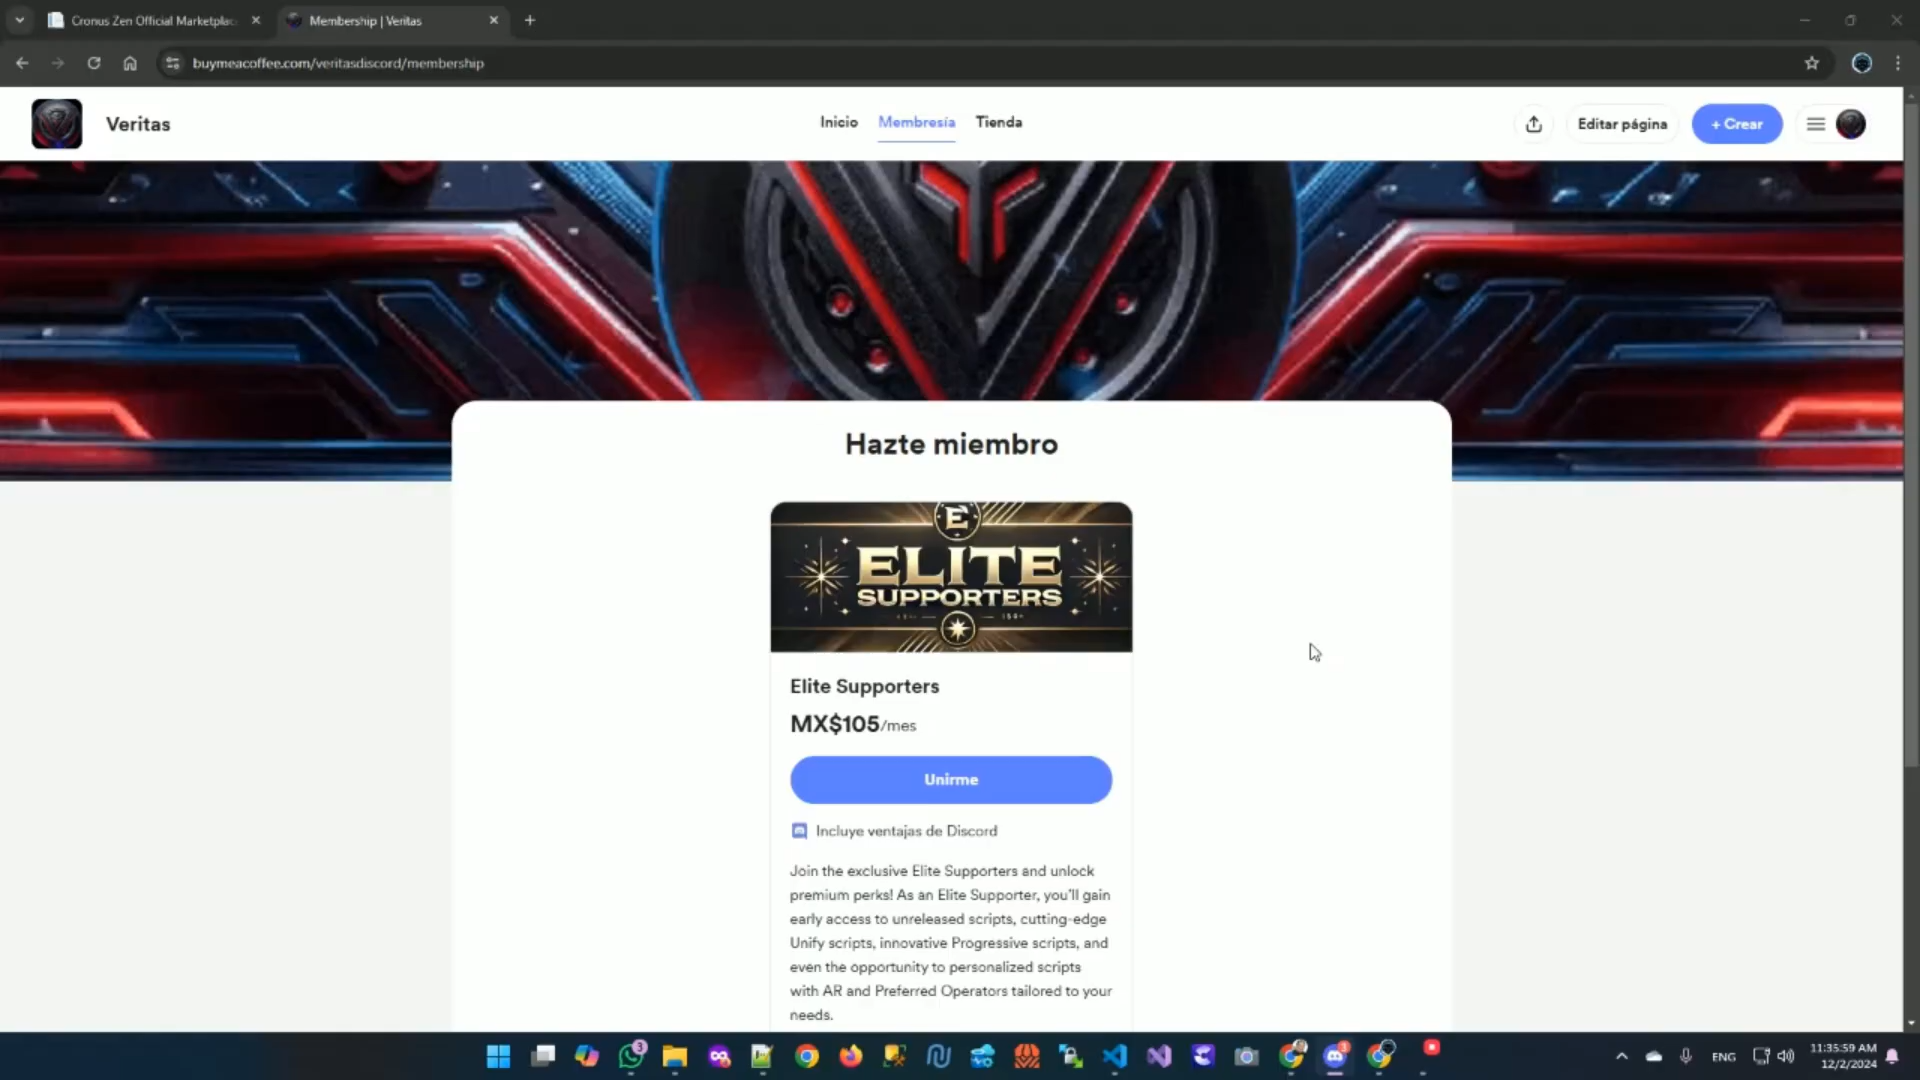 Cronus Zen Official Marketplac
Membership | Veritas
buymeacoffee.com/veritasdiscord/membership
Veritas
Inicio
Membresía
Tienda
Editar página
+ Crear
Hazte miembro
E
ELITE
SUPPORTERS
Elite Supporters
MX$105/mes
Unirme
Incluye ventajas de Discord
Join the exclusive Elite Supporters and unlock
premium perks! As an Elite Supporter, you'll gain
early access to unreleased scripts, cutting-edge
Unify scripts, innovative Progressive scripts, and
even the opportunity to personalized scripts
with AR and Preferred Operators tailored to your
needs.
3
ENG
11:35:59 AM
12/2/2024